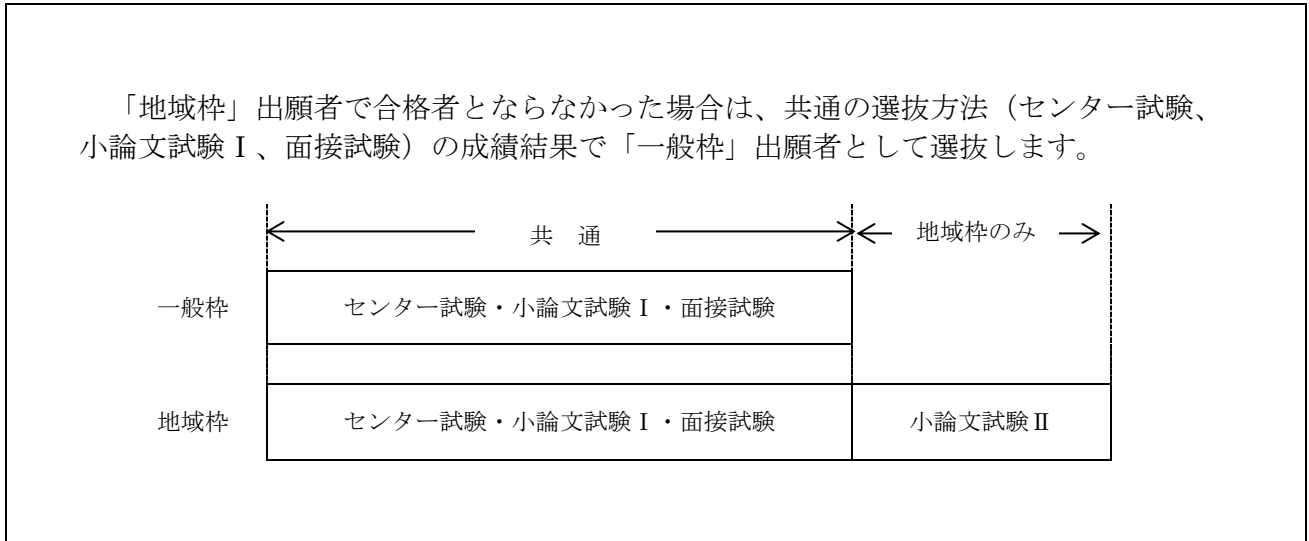 「地域枠」出願者で合格者とならなかった場合は、共通の選抜方法（センター試験、
小論文試験Ⅰ、面接試験）の成績結果で「一般枠」出願者として選抜します。
共　通
地域枠のみ
一般枠
センター試験・小論文試験Ⅰ・面接試験
地域枠
センター試験・小論文試験Ⅰ・面接試験
小論文試験Ⅱ